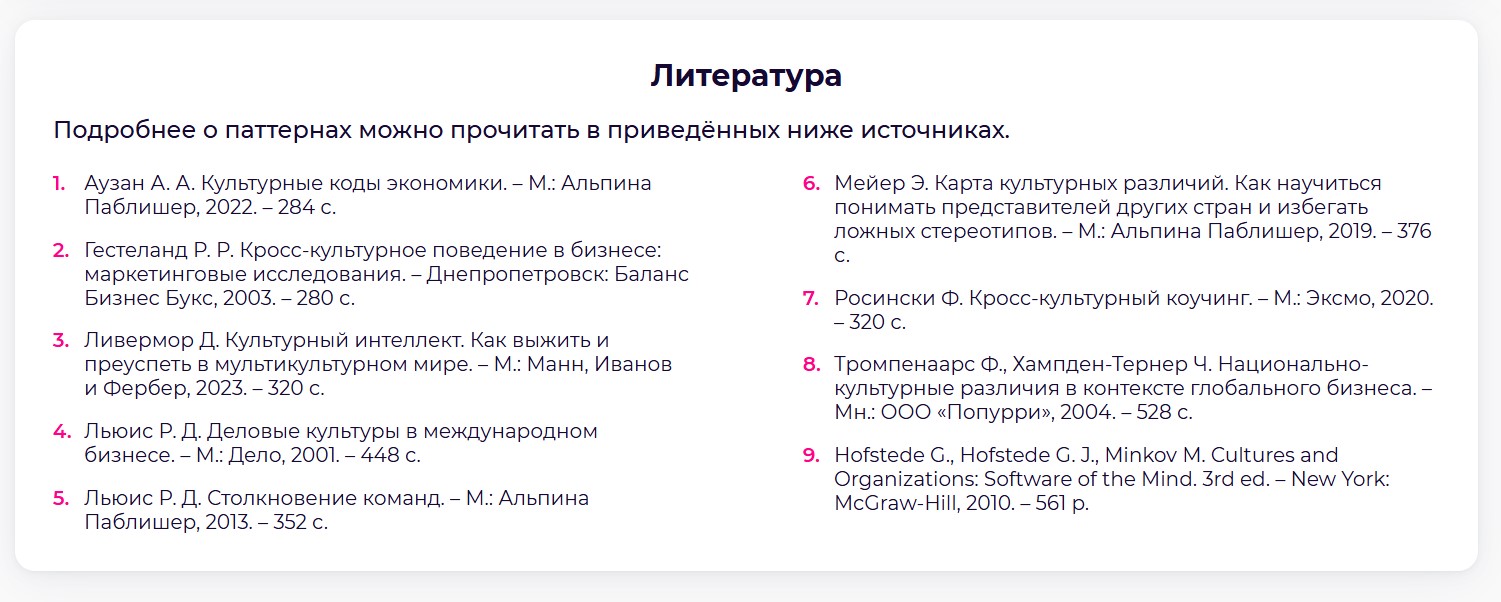 Литература
Подробнее о паттернах можно прочитать в приведённых ниже источниках.
1. Аузан А. А. Культурные коды экономики. – М.: Альпина
Паблишер, 2022. – 284 с.
2. Гестеланд Р. Р. Кросс-культурное поведение в бизнесе:
маркетинговые исследования. – Днепропетровск: Баланс
Бизнес Букс, 2003. – 280 с.
3. Ливермор Д. Культурный интеллект. Как выжить и
преуспеть в мультикультурном мире. – М.: Манн, Иванов
и Фербер, 2023. – 320 с.
4. Льюис Р. Д. Деловые культуры в международном
бизнесе. – М.: Дело, 2001. – 448 с.
5. Льюис Р. Д. Столкновение команд. – М.: Альпина
Паблишер, 2013. – 352 с.
6. Мейер Э. Карта культурных различий. Как научиться
понимать представителей других стран и избегать
ложных стереотипов. – М.: Альпина Паблишер, 2019. – 376
с.
7. Росински Ф. Кросс-культурный коучинг. – М.: Эксмо, 2020.
– 320 с.
8. Тромпенаарс Ф., Хампден-Тернер Ч. Национально-
культурные различия в контексте глобального бизнеса. –
Мн.: ООО «Попурри», 2004. – 528 с.
9. Hofstede G., Hofstede G. J., Minkov M. Cultures and
Organizations: Software of the Mind. 3rd ed. – New York:
McGraw-Hill, 2010. – 561 p.